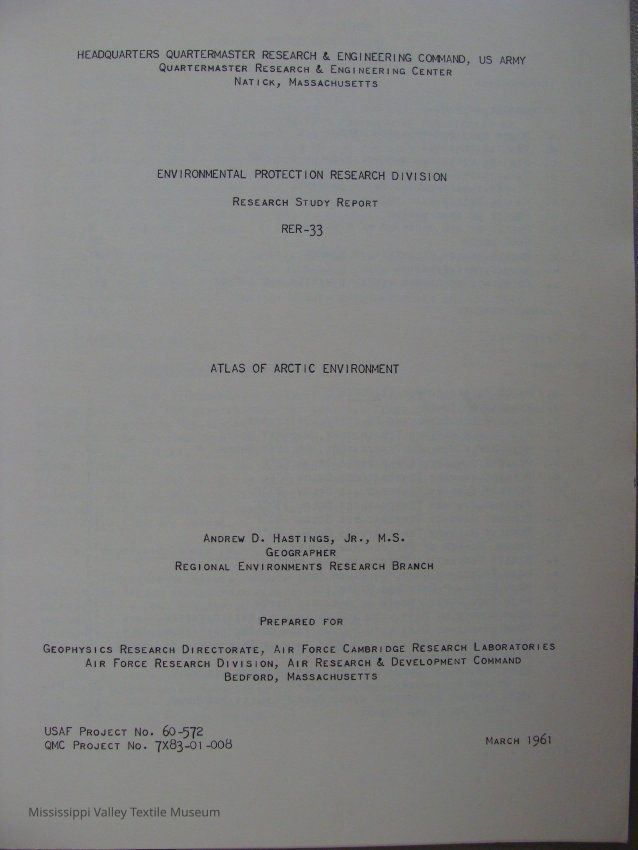 HEADQUARTERS QUARTERMASTER RESEARCH & ENGINEERING COMMAND, US ARMY
QUARTERMASTER RESEARCH & ENGINEERING CENTER
NATICK, MASSACHUSETTS
ENVIRONMENTAL PROTECTION RESEARCH DIVISION
RESEARCH STUDY REPORT
RER-33
ATLAS OF ARCTIC ENVIRONMENT
ANDREW D. HASTINGS, JR., M.S.
GEOGRAPHER
REGIONAL ENVIRONMENTS RESEARCH BRANCH
PREPARED FOR
GEOPHYSICS RESEARCH DIRECTORATE, AIR FORCE CAMBRIDGE RESEARCH LABORATORIES
AIR FORCE RESEARCH DIVISION, AIR RESEARCH & DEVELOPMENT COMMAND
BEDFORD, MASSACHUSETTS
USAF PROJECT NO. 60-572
QMC PROJECT NO. 7X83-01-008
MARCH 1961
Mississippi Valley Textile Museum